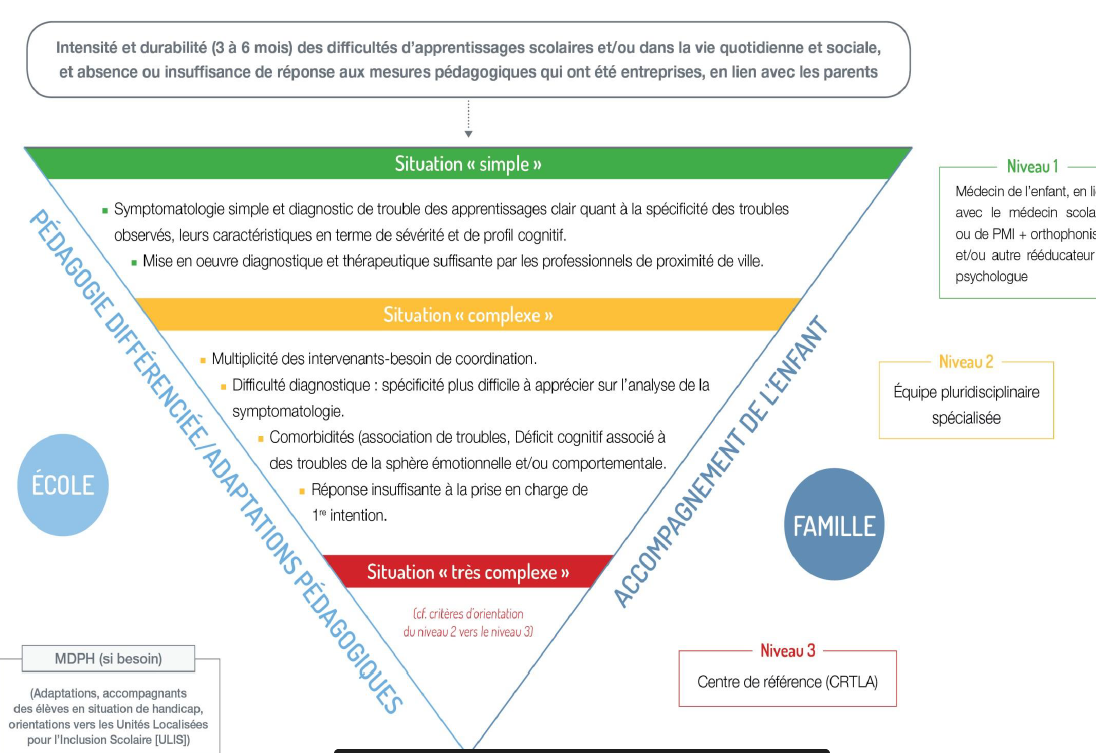 Intensité et durabilité (3 à 6 mois) des difficultés d'apprentissages scolaires et/ou dans la vie quotidienne et sociale,
et absence ou insuffisance de réponse aux mesures pédagogiques qui ont été entreprises, en lien avec les parents
Situation « simple »
Symptomatologie simple et diagnostic de trouble des apprentissages clair quant à la spécificité des troubles
observés, leurs caractéristiques en terme de sévérité et de profil cognitif.
Mise en oeuvre diagnostique et thérapeutique suffisante par les professionnels de proximité de ville.
Niveau 1
Médecin de l'enfant, en li
avec le médecin scola
ou de PMI + orthophonis
et/ou autre rééducateur
psychologue
Situation « complexe »
Multiplicité des intervenants-besoin de coordination.
Difficulté diagnostique : spécificité plus difficile à apprécier sur l'analyse de la
symptomatologie.
Comorbidités (association de troubles, Déficit cognitif associé à
des troubles de la sphère émotionnelle et/ou comportementale.
Réponse insuffisante à la prise en charge de
1re intention.
Niveau 2
Équipe pluridisciplinaire
spécialisée
PÉDAGOGIE DIFFÉRENCIÉE/ADAPTATIONS PÉDAGOGIQUES
ACCOMPAGNEMENT DE L'ENFANT
ÉCOLE
FAMILLE
Situation « très complexe »
(cf. critères d'orientation
du niveau 2 vers le niveau 3)
Niveau 3
Centre de référence (CRTLA)
MDPH (si besoin)
(Adaptations, accompagnants
des élèves en situation de handicap,
orientations vers les Unités Localisées
pour l'Inclusion Scolaire [ULIS])